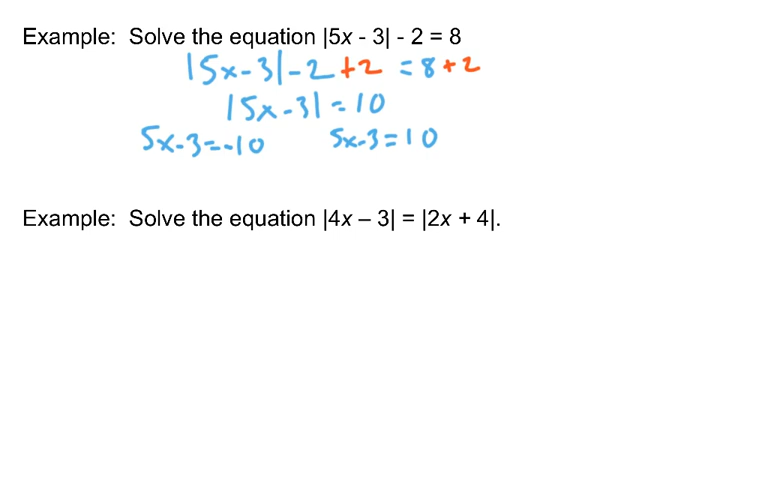 Example: Solve the equation |5x - 3| - 2 = 8
|5x-3|-2+2 = 8+2
|5x-3| = 10
5x-3=-10 5x-3=10
Example: Solve the equation |4x – 3| = |2x + 4|.